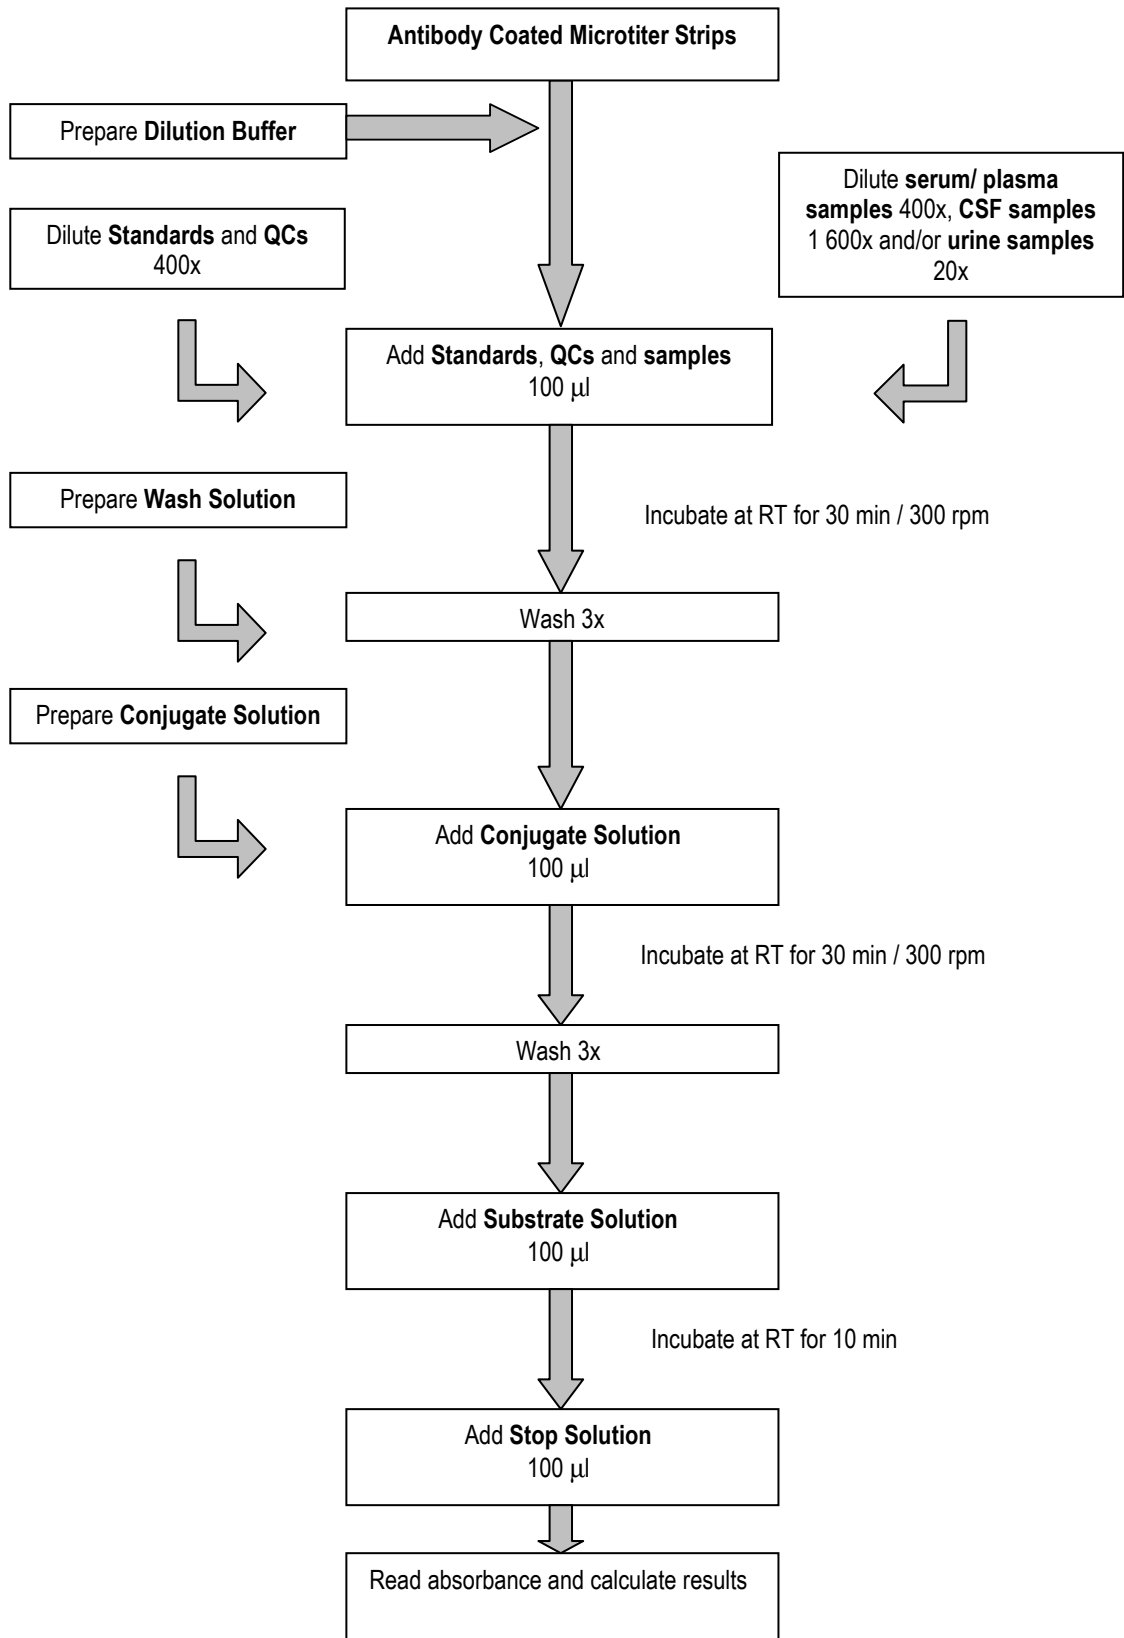 Antibody Coated Microtiter Strips
Prepare Dilution Buffer
Dilute serum/ plasma
samples 400x, CSF samples
1 600x and/or urine samples
20x
Dilute Standards and QCs
400x
Add Standards, QCs and samples
100 μl
Prepare Wash Solution
Incubate at RT for 30 min / 300 rpm
Wash 3x
Prepare Conjugate Solution
Add Conjugate Solution
100 μl
Incubate at RT for 30 min / 300 rpm
Wash 3x
Add Substrate Solution
100 μl
Incubate at RT for 10 min
Add Stop Solution
100 μl
Read absorbance and calculate results